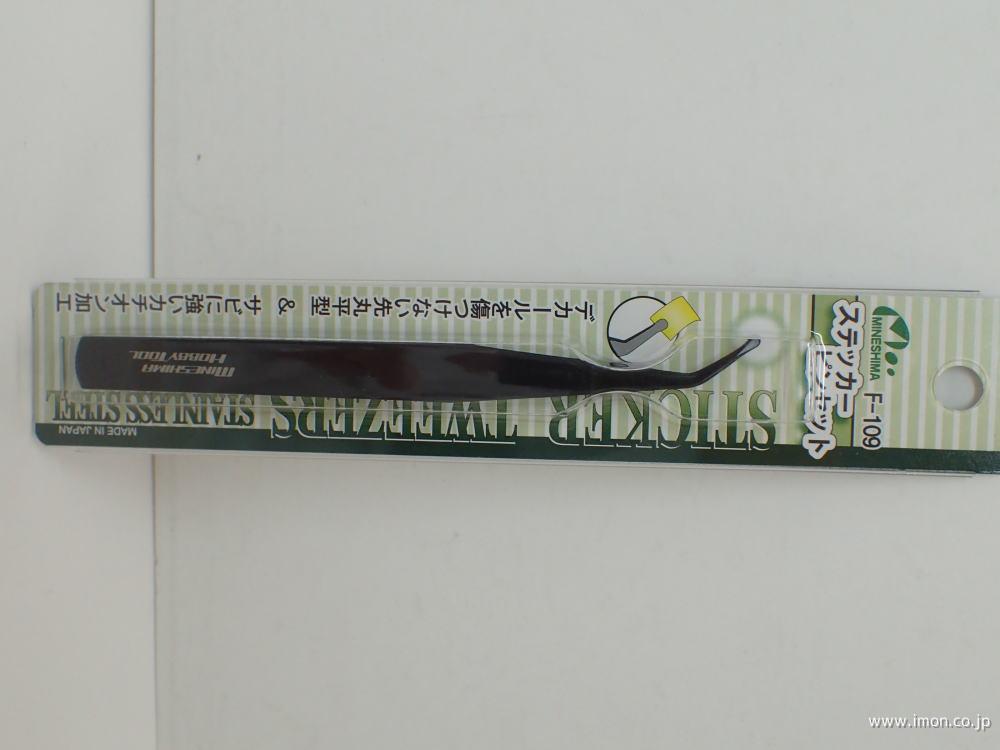 MINESHIMA
F-109
ステッカー
ピンセット
デカールを傷つけない先丸平型 & サビに強いカチオン加工
STICKER TWEEZERS STAINLESS STEEL
MADE IN JAPAN
MINESHIMA
HOBBY TOOL
www.imon.co.jp